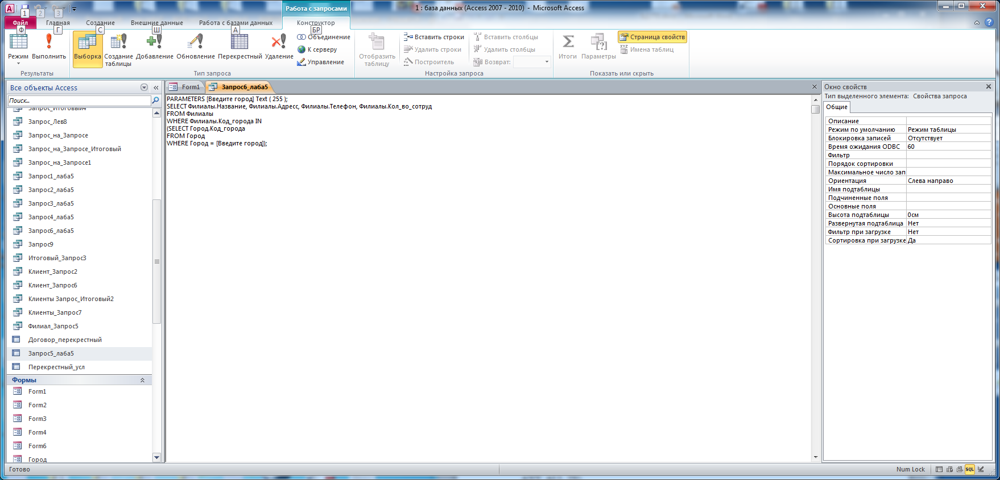 1 : база данных (Access 2007 - 2010) - Microsoft Access
Работа с запросами
1
2
3
Файл
Главная
Создание
Внешние данные
Работа с базами данных
Конструктор
Ф
Г
С
Ш
А
БР
Режим
Выполнить
Результаты
Выборка
Создание таблицы
Добавление
Обновление
Перекрестный
Удаление
Объединение
К серверу
Управление
Тип запроса
Отобразить таблицу
Вставить строки
Удалить строки
Построитель
Вставить столбцы
Удалить столбцы
Возврат:
Настройка запроса
Итоги
Параметры
Страница свойств
Имена таблиц
Показать или скрыть
Все объекты Access
Поиск...
Запрос_Итоговый4
Запрос_Лев8
Запрос_на_Запросе
Запрос_на_Запросе_Итоговый
Запрос_на_Запросе1
Запрос1_лаба5
Запрос2_лаба5
Запрос3_лаба5
Запрос4_лаба5
Запрос6_лаба5
Запрос9
Итоговый_Запрос3
Клиент_Запрос2
Клиент_Запрос6
Клиенты Запрос_Итоговый2
Клиенты_Запрос7
Филиал_Запрос5
Договор_перекрестный
Запрос5_лаба5
Перекрестный_усл
Формы
Form1
Form2
Form3
Form4
Form6
Город
Form1
Запрос6_лаба5
PARAMETERS [Введите город] Text ( 255 );
SELECT Филиалы.Название, Филиалы.Адресс, Филиалы.Телефон, Филиалы.Кол_во_сотруд
FROM Филиалы
WHERE Филиалы.Код_города IN
(SELECT Город.Код_города
FROM Город
WHERE Город = [Введите город]);
Окно свойств
Тип выделенного элемента: Свойства запроса
Общие
Описание
Режим по умолчанию Режим таблицы
Блокировка записей Отсутствует
Время ожидания ODBC 60
Фильтр
Порядок сортировки
Максимальное число зап
Ориентация Слева направо
Имя подтаблицы
Подчиненные поля
Основные поля
Высота подтаблицы 0см
Развернутая подтаблица Нет
Фильтр при загрузке Нет
Сортировка при загрузке Да
Готово
Num Lock
SQL